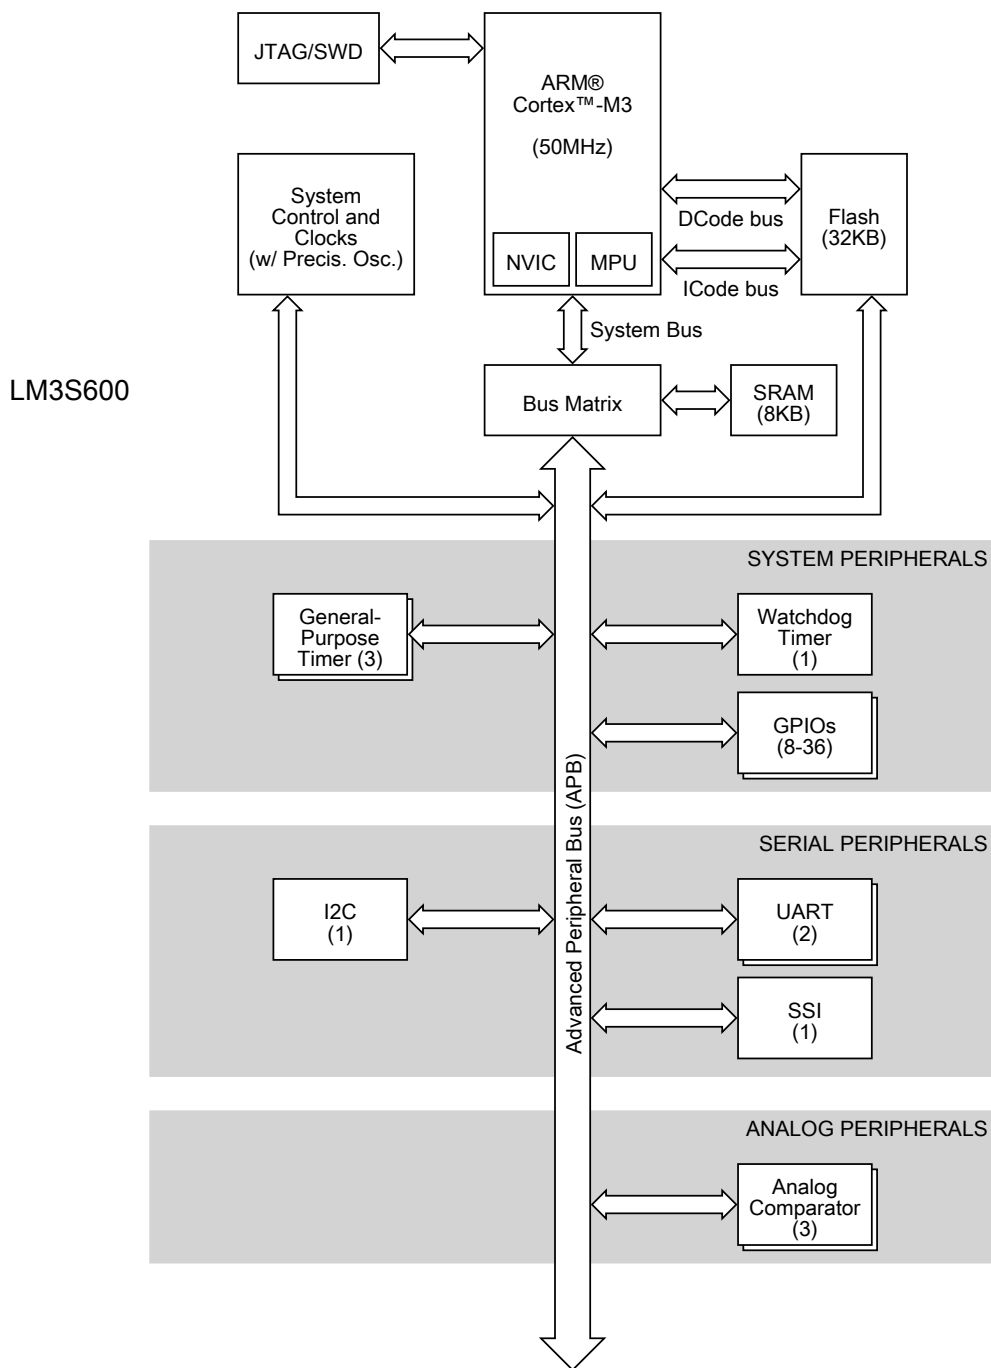 JTAG/SWD
ARM®
Cortex™-M3
(50MHz)
System
Control and
Clocks
(w/ Precis. Osc.)
DCode bus
Flash
(32KB)
NVIC
MPU
ICode bus
System Bus
LM3S600
Bus Matrix
SRAM
(8KB)
SYSTEM PERIPHERALS
General-
Purpose
Timer (3)
Watchdog
Timer
(1)
GPIOs
(8-36)
Advanced Peripheral Bus (APB)
SERIAL PERIPHERALS
I2C
(1)
UART
(2)
SSI
(1)
ANALOG PERIPHERALS
Analog
Comparator
(3)